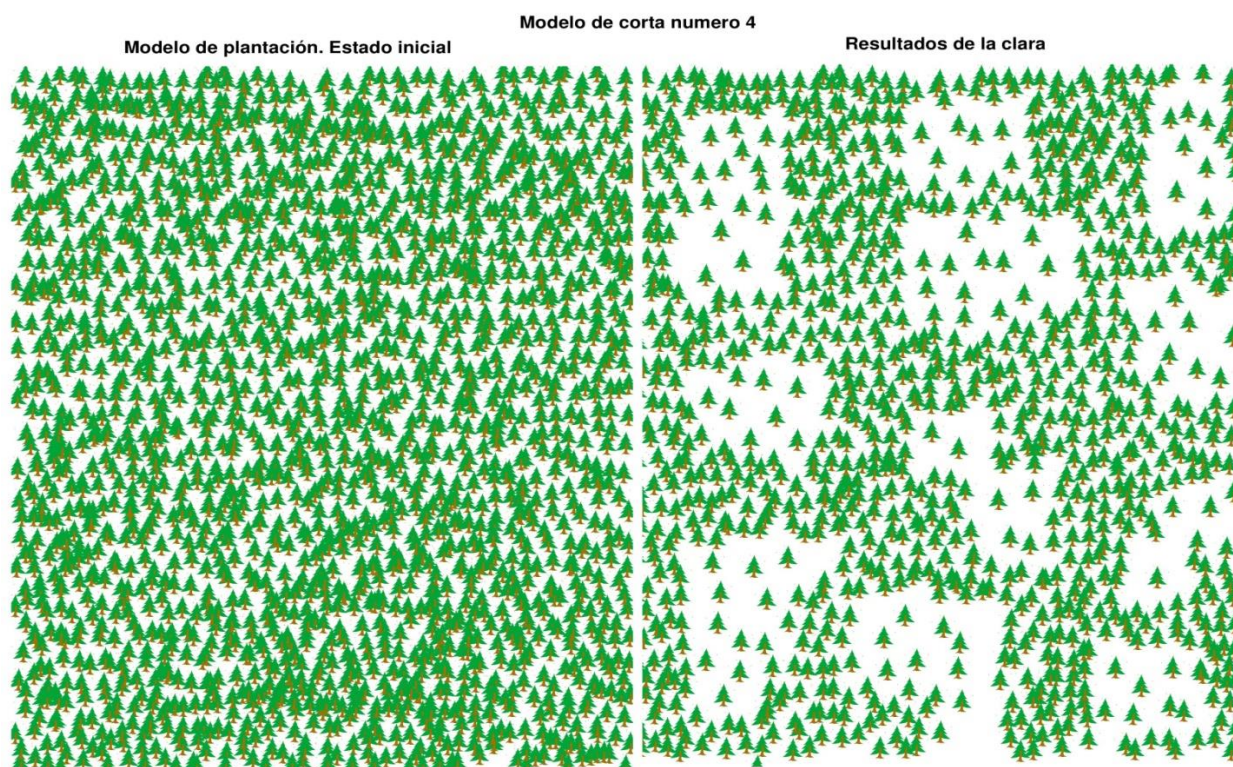 Modelo de corta numero 4
Modelo de plantación. Estado inicial
Resultados de la clara